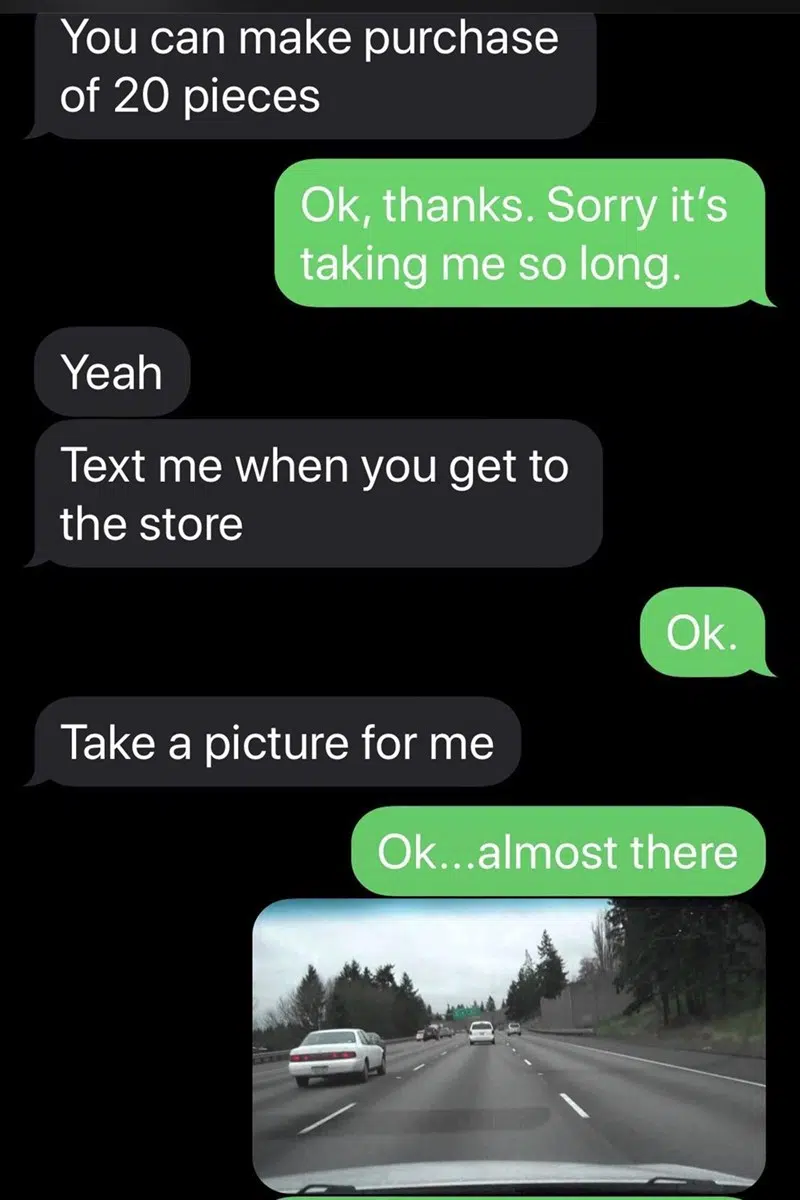 You can make purchase
of 20 pieces
Ok, thanks. Sorry it’s
taking me so long.
Yeah
Text me when you get to
the store
Ok.
Take a picture for me
Ok...almost there